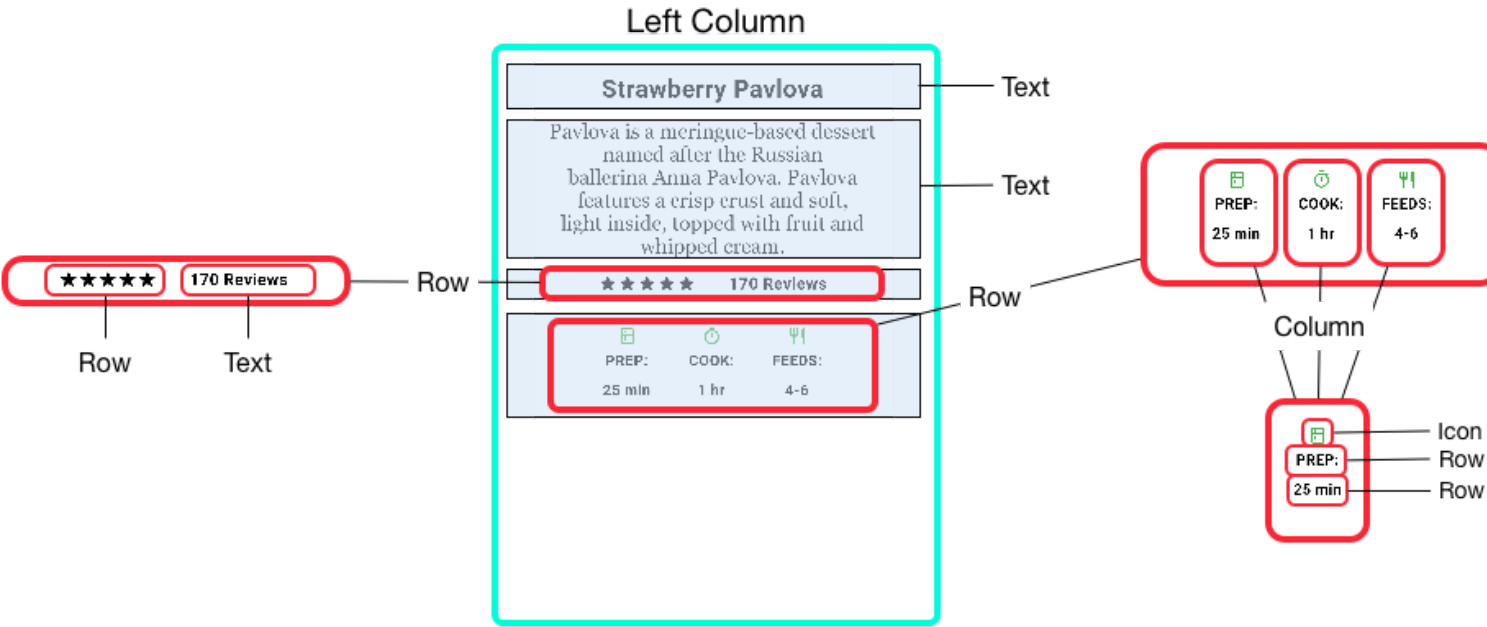 Left Column
Strawberry Pavlova
Text
Pavlova is a meringue-based dessert
named after the Russian
ballerina Anna Pavlova. Pavlova
features a crisp crust and soft,
light inside, topped with fruit and
whipped cream.
Text
★★★★★ 170 Reviews
Row
Text
Row
★★★★★ 170 Reviews
Row
PREP: COOK: FEEDS:
25 min 1 hr 4-6
PREP: COOK: FEEDS:
25 min 1 hr 4-6
Column
Icon
PREP:
Row
25 min
Row